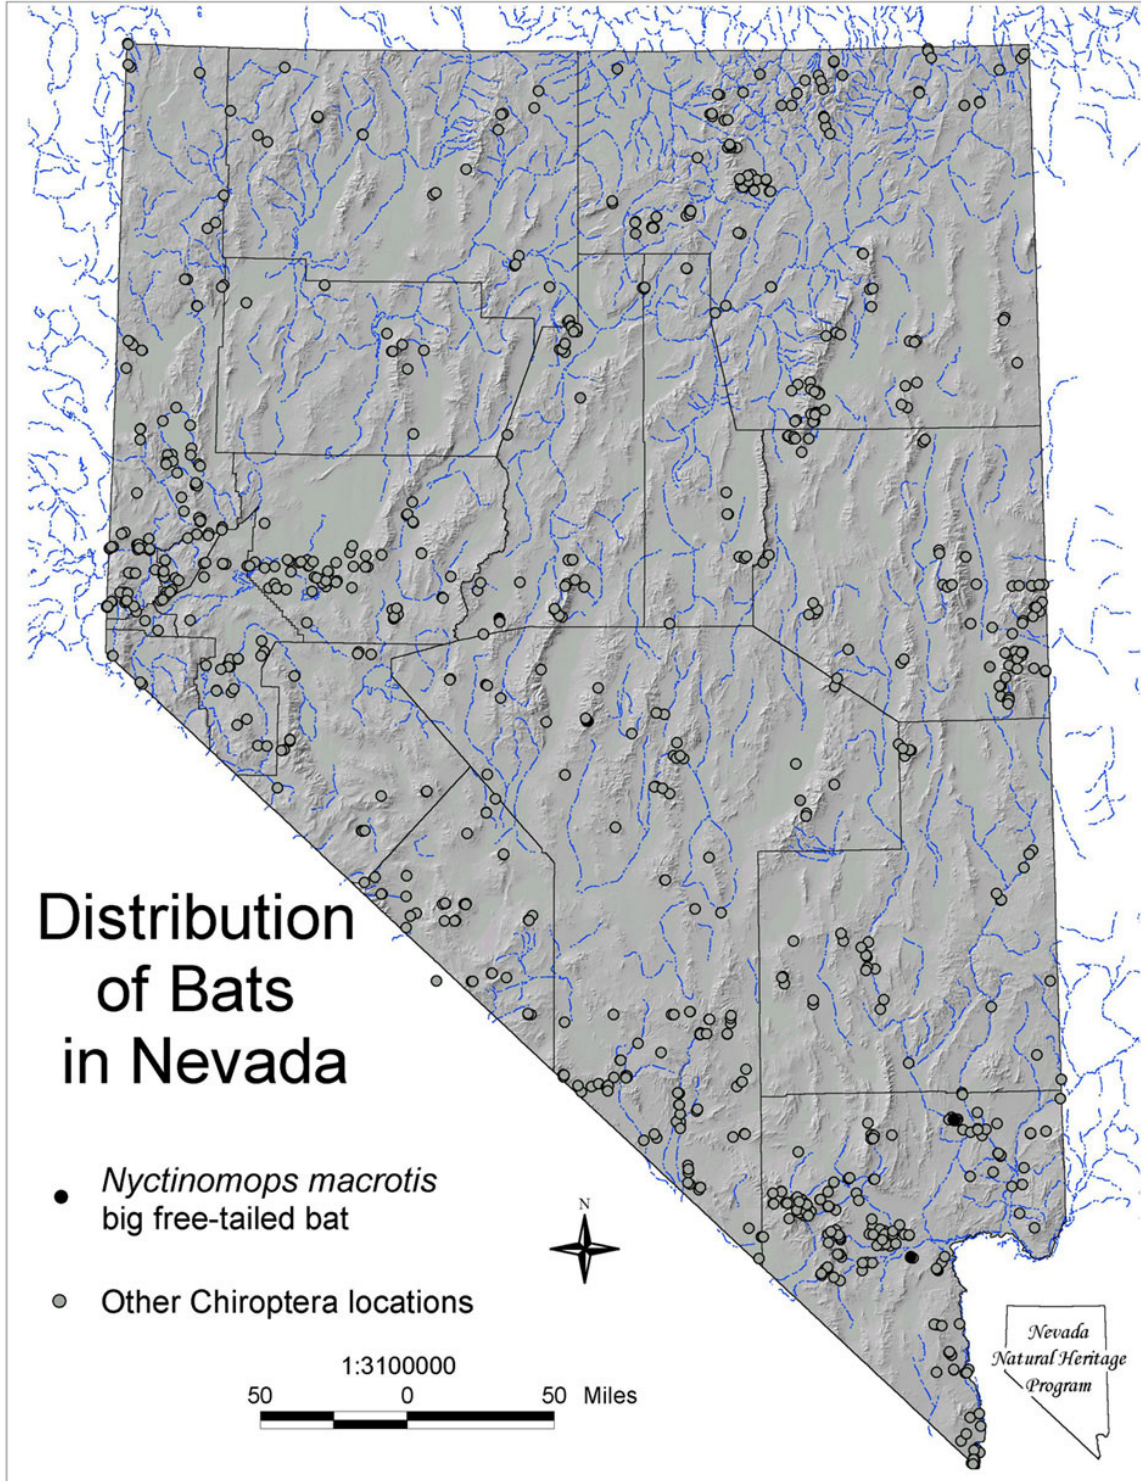 Distribution
of Bats
in Nevada
Nyctinomops macrotis
big free-tailed bat
Other Chiroptera locations
N
1:3100000
50 0 50 Miles
Nevada
Natural Heritage
Program